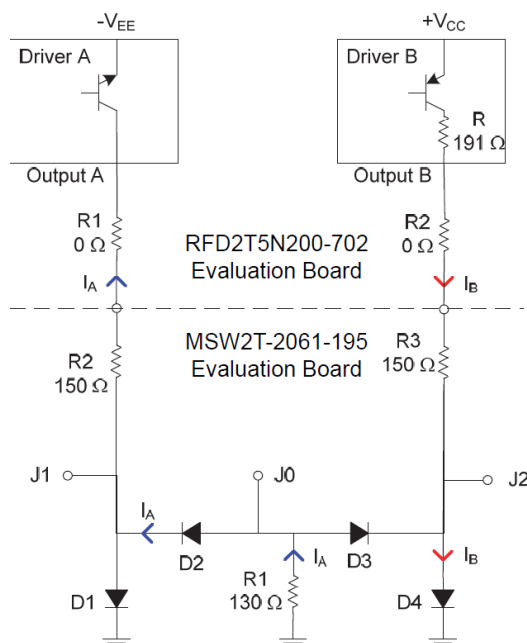 -VEE
+VCC
Driver A
Driver B
R
191 Ω
Output A
Output B
R1
0 Ω
R2
0 Ω
RFD2T5N200-702
Evaluation Board
IA
IB
MSW2T-2061-195
Evaluation Board
R2
150 Ω
R3
150 Ω
J1
J0
J2
IA
D2
IA
D3
IB
R1
130 Ω
D1
D4